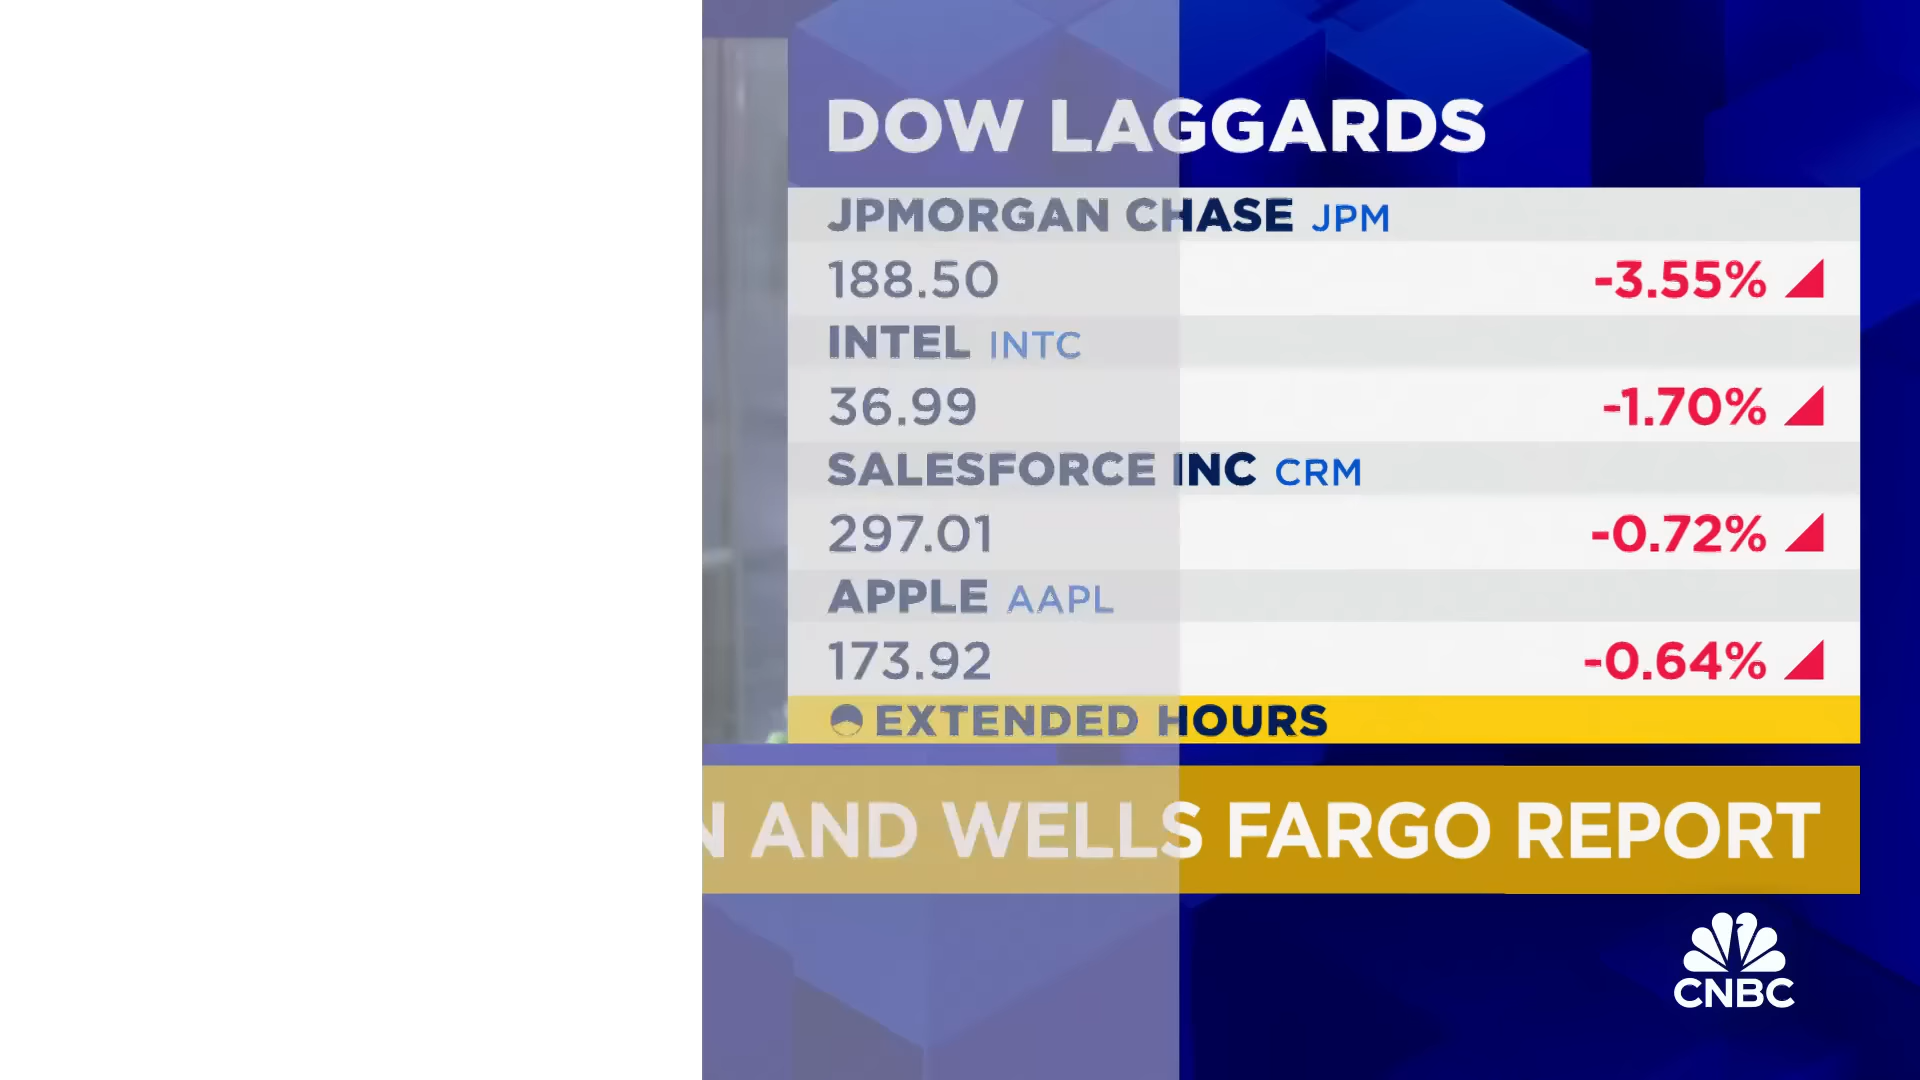 DOW LAGGARDS
JPMORGAN CHASE JPM
188.50 -3.55%
INTEL INTC
36.99 -1.70%
SALESFORCE INC CRM
297.01 -0.72%
APPLE AAPL
173.92 -0.64%
EXTENDED HOURS
N AND WELLS FARGO REPORT
CNBC